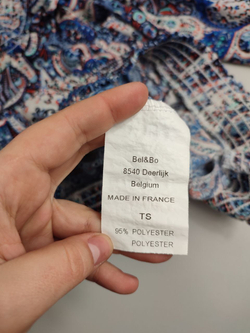 Bel&Bo
8540 Deerlijk
Belgium
MADE IN FRANCE
TS
95% POLYESTER
POLYESTER